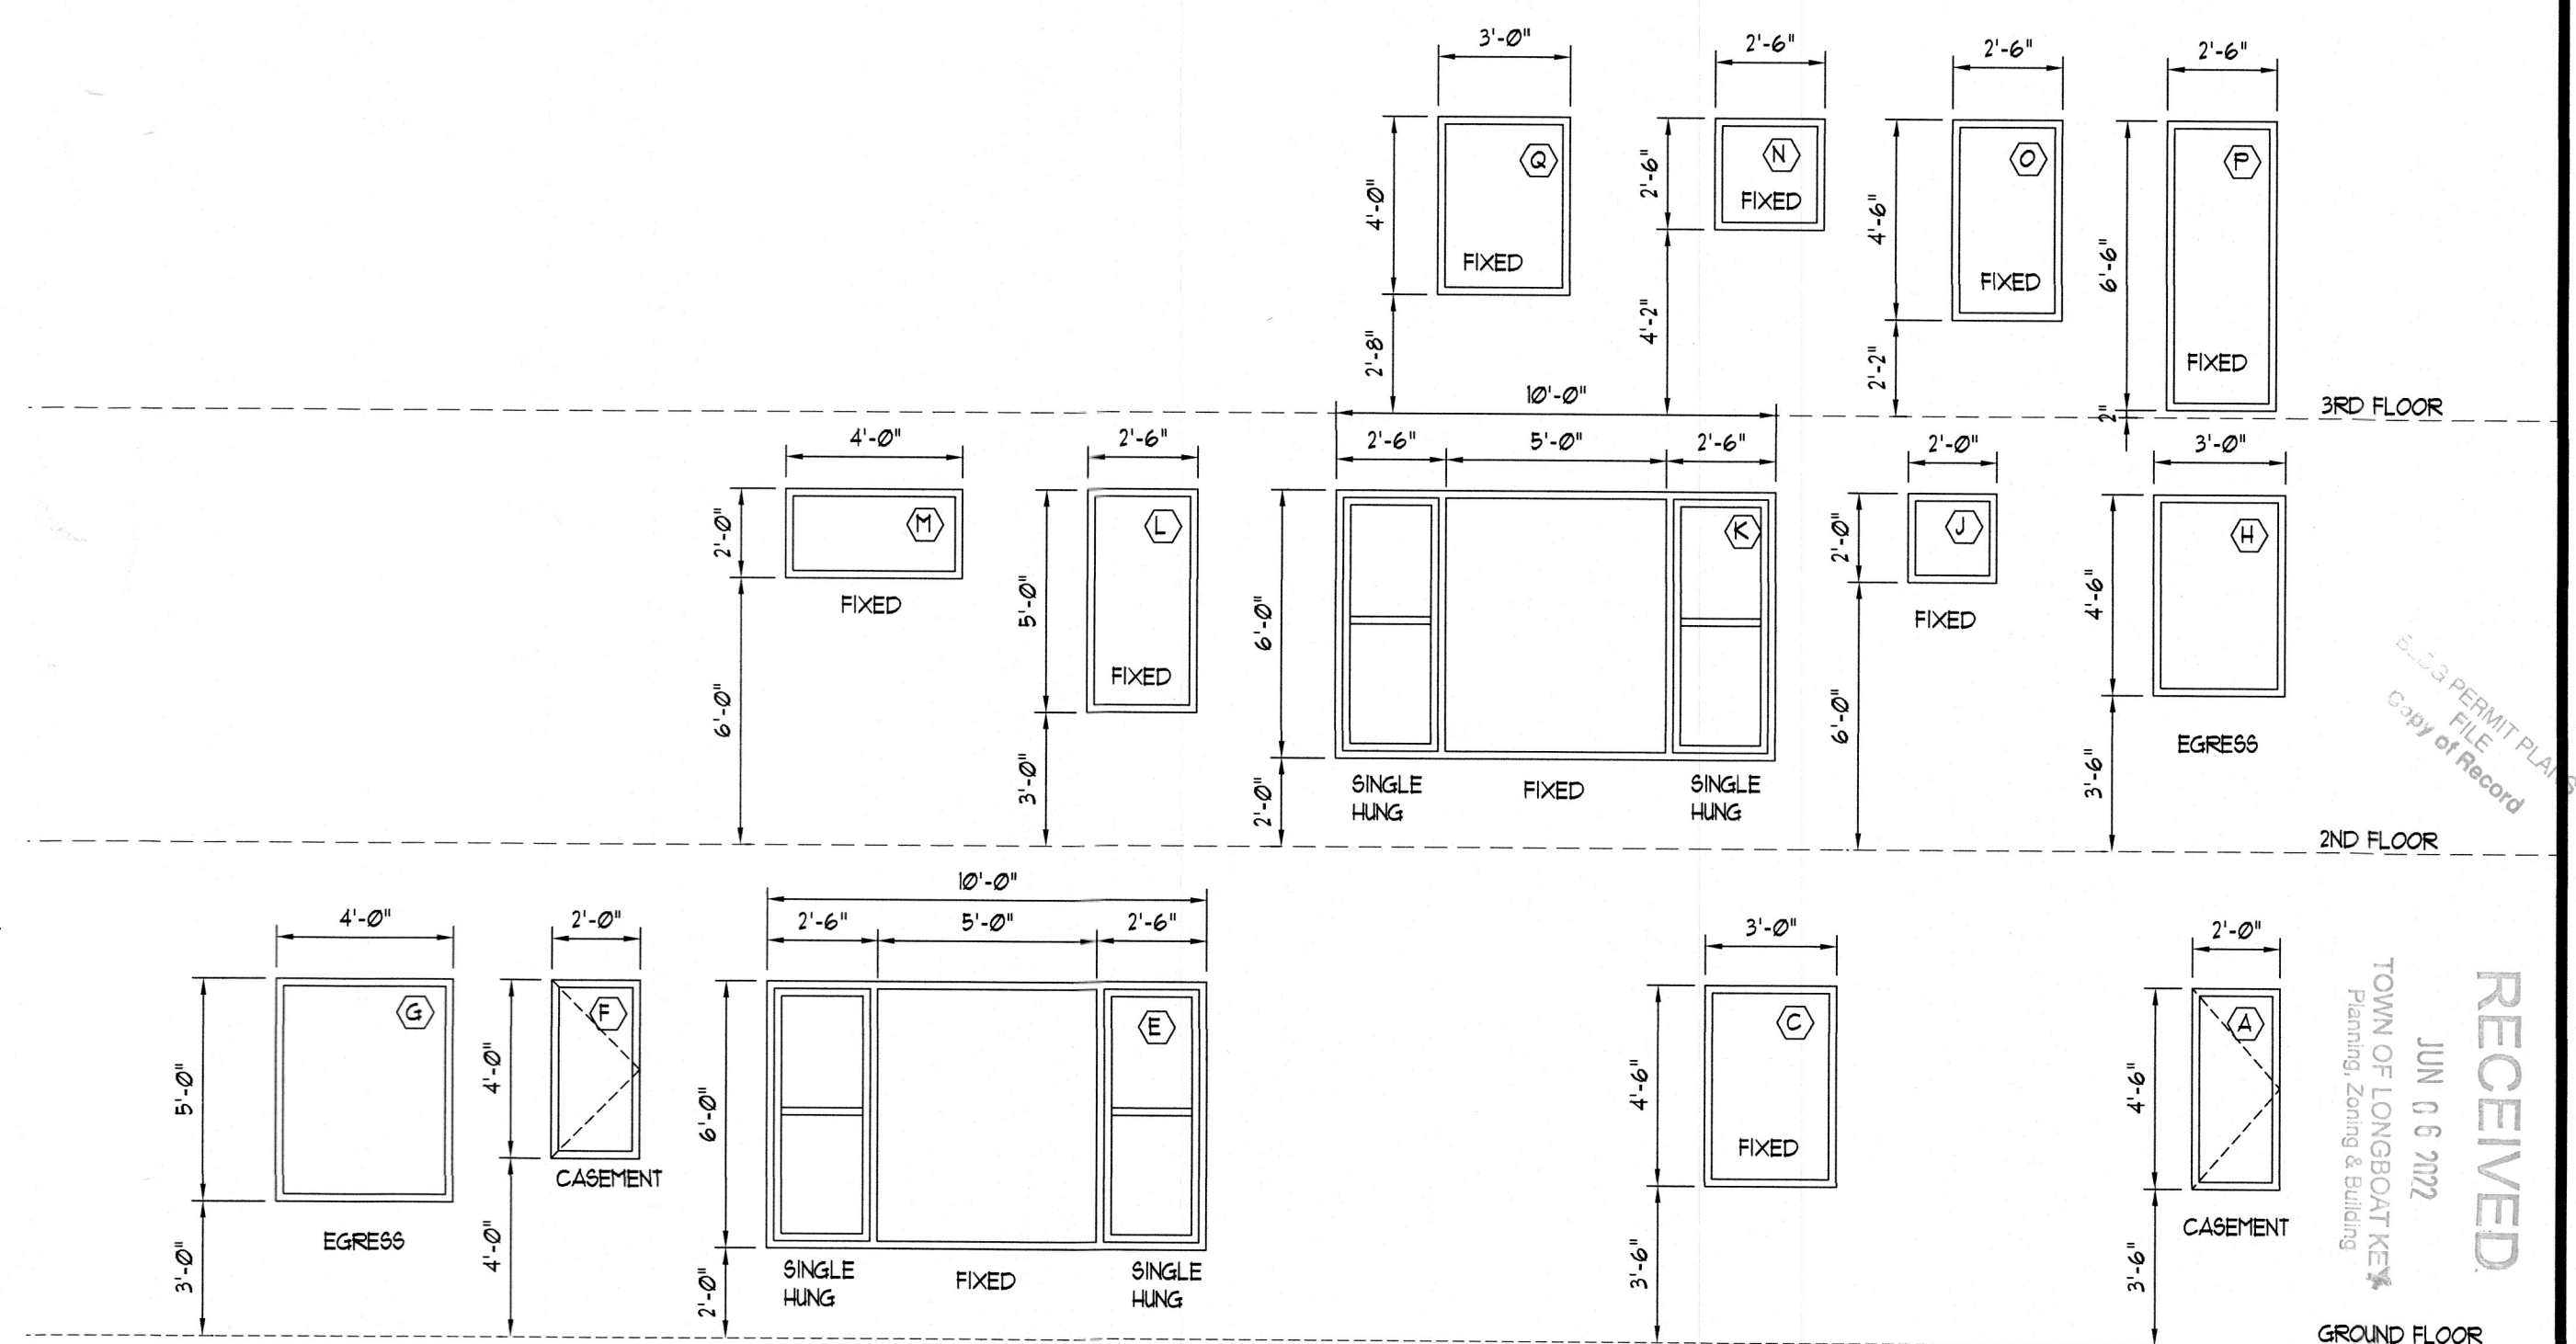 3'-0"
2'-6"
2'-6"
2'-6"
4'-0"
2'-8"
Q
FIXED
2'-6"
4'-2"
N
FIXED
4'-6"
2'-2"
O
FIXED
6'-6"
2"
P
FIXED
3RD FLOOR
4'-0"
2'-0"
6'-0"
M
FIXED
2'-6"
5'-0"
3'-0"
L
FIXED
10'-0"
2'-6"
5'-0"
2'-6"
6'-0"
2'-0"
K
SINGLE
HUNG
FIXED
SINGLE
HUNG
2'-0"
2'-0"
6'-0"
J
FIXED
3'-0"
4'-6"
3'-6"
H
EGRESS
PERMIT PLANS
FILE
Copy of Record
2ND FLOOR
4'-0"
5'-0"
3'-0"
G
EGRESS
2'-0"
4'-0"
4'-0"
F
CASEMENT
10'-0"
2'-6"
5'-0"
2'-6"
6'-0"
2'-0"
E
SINGLE
HUNG
FIXED
SINGLE
HUNG
3'-0"
4'-6"
3'-6"
C
FIXED
2'-0"
4'-6"
3'-6"
A
CASEMENT
RECEIVED
JUN 06 2022
TOWN OF LONGBOAT KEY
Planning, Zoning & Building
GROUND FLOOR